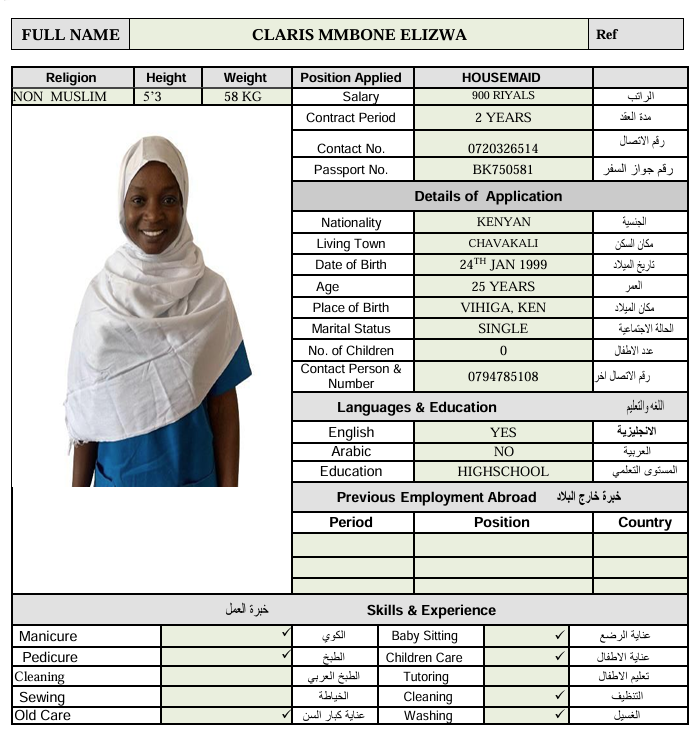 FULL NAME CLARIS MMBONE ELIZWA Ref
Religion Height Weight Position Applied HOUSEMAID
NON MUSLIM 5’3 58 KG Salary 900 RIYALS الراتب
Contract Period 2 YEARS مدة العقد
Contact No. 0720326514 رقم الاتصال
Passport No. BK750581 رقم جواز السفر
Details of Application
Nationality KENYAN الجنسية
Living Town CHAVAKALI مكان السكن
Date of Birth 24TH JAN 1999 تاريخ الميلاد
Age 25 YEARS العمر
Place of Birth VIHIGA, KEN مكان الميلاد
Marital Status SINGLE الحالة الاجتماعية
No. of Children 0 عدد الاطفال
Contact Person &
Number 0794785108 رقم الاتصال اخر
Languages & Education اللغه والتعليم
English YES الانجليزية
Arabic NO العربية
Education HIGHSCHOOL المستوى التعلمي
Previous Employment Abroad خبرة خارج البلاد
Period Position Country
خبرة العمل Skills & Experience
Manicure ✓ الكوي Baby Sitting ✓ عناية الرضع
Pedicure ✓ الطبخ Children Care ✓ عناية الاطفال
Cleaning الطبخ العربي Tutoring تعليم الاطفال
Sewing الخياطة Cleaning ✓ التنظيف
Old Care ✓ عناية كبار السن Washing ✓ الغسيل